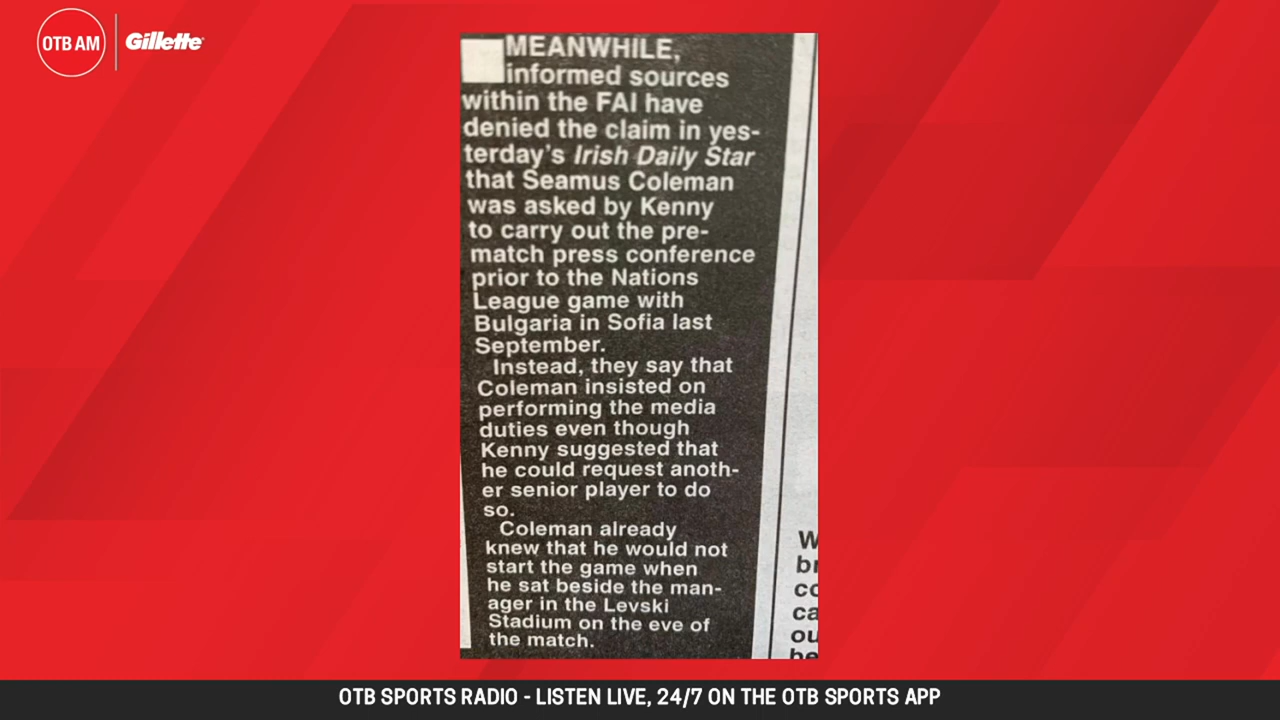 OTB AM
Gillette
MEANWHILE,
informed sources
within the FAI have
denied the claim in yes-
terday's Irish Daily Star
that Seamus Coleman
was asked by Kenny
to carry out the pre-
match press conference
prior to the Nations
League game with
Bulgaria in Sofia last
September.
Instead, they say that
Coleman insisted on
performing the media
duties even though
Kenny suggested that
he could request anoth-
er senior player to do
so.
Coleman already
knew that he would not
start the game when
he sat beside the man-
ager in the Levski
Stadium on the eve of
the match.
W
br
co
ca
ou
be
OTB SPORTS RADIO - LISTEN LIVE, 24/7 ON THE OTB SPORTS APP